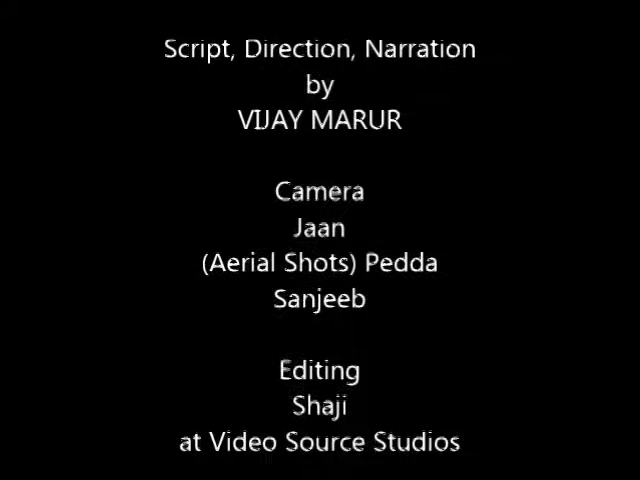 Script, Direction, Narration
by
VIJAY MARUR
Camera
Jaan
(Aerial Shots) Pedda
Sanjeeb
Editing
Shaji
at Video Source Studios